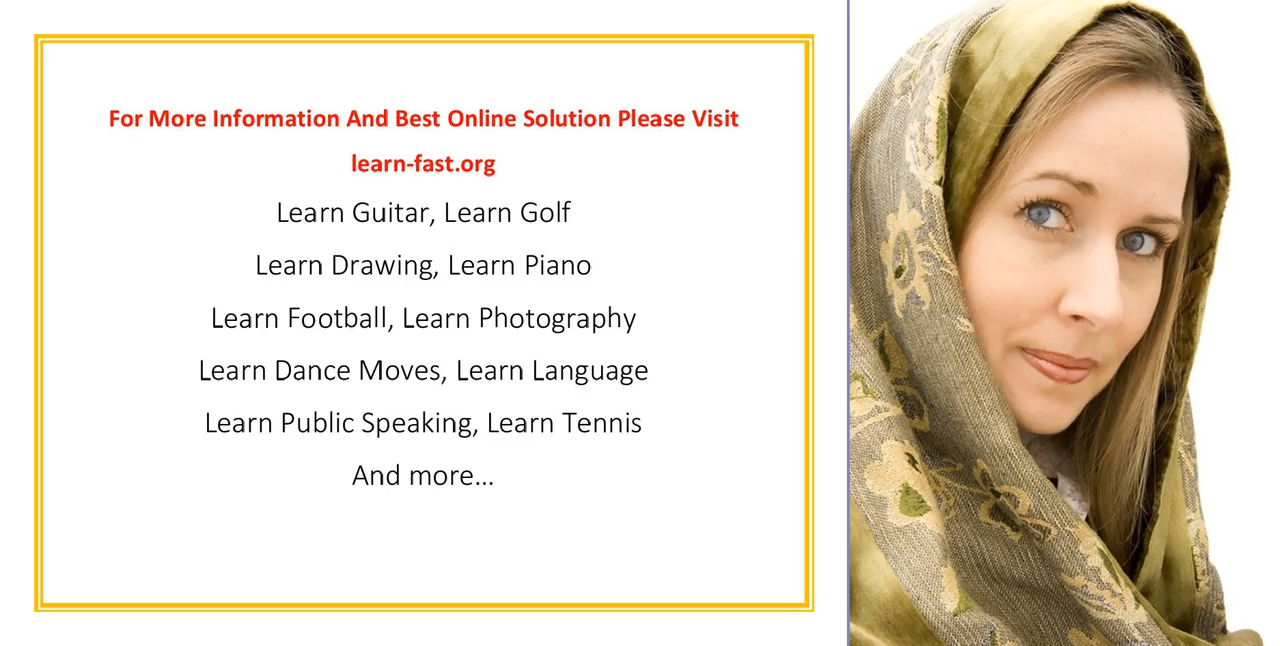 For More Information And Best Online Solution Please Visit
learn-fast.org
Learn Guitar, Learn Golf
Learn Drawing, Learn Piano
Learn Football, Learn Photography
Learn Dance Moves, Learn Language
Learn Public Speaking, Learn Tennis
And more...